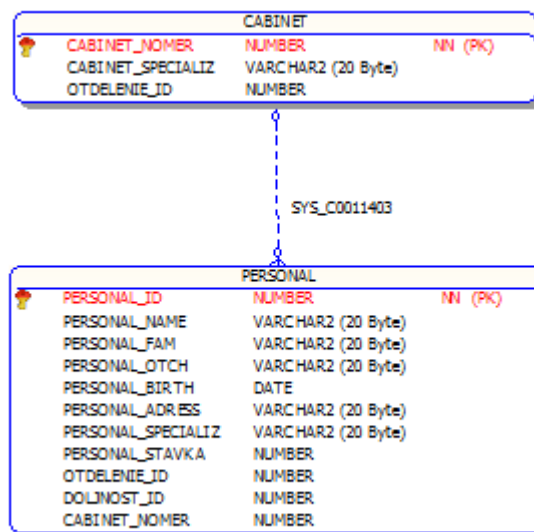 CABINET
CABINET_NOMER NUMBER NN (PK)
CABINET_SPECIALIZ VARCHAR2 (20 Byte)
OTDELENIE_ID NUMBER
SYS_C0011403
PERSONAL
PERSONAL_ID NUMBER NN (PK)
PERSONAL_NAME VARCHAR2 (20 Byte)
PERSONAL_FAM VARCHAR2 (20 Byte)
PERSONAL_OTCH VARCHAR2 (20 Byte)
PERSONAL_BIRTH DATE
PERSONAL_ADRESS VARCHAR2 (20 Byte)
PERSONAL_SPECIALIZ VARCHAR2 (20 Byte)
PERSONAL_STAVKA NUMBER
OTDELENIE_ID NUMBER
DOLJNOST_ID NUMBER
CABINET_NOMER NUMBER